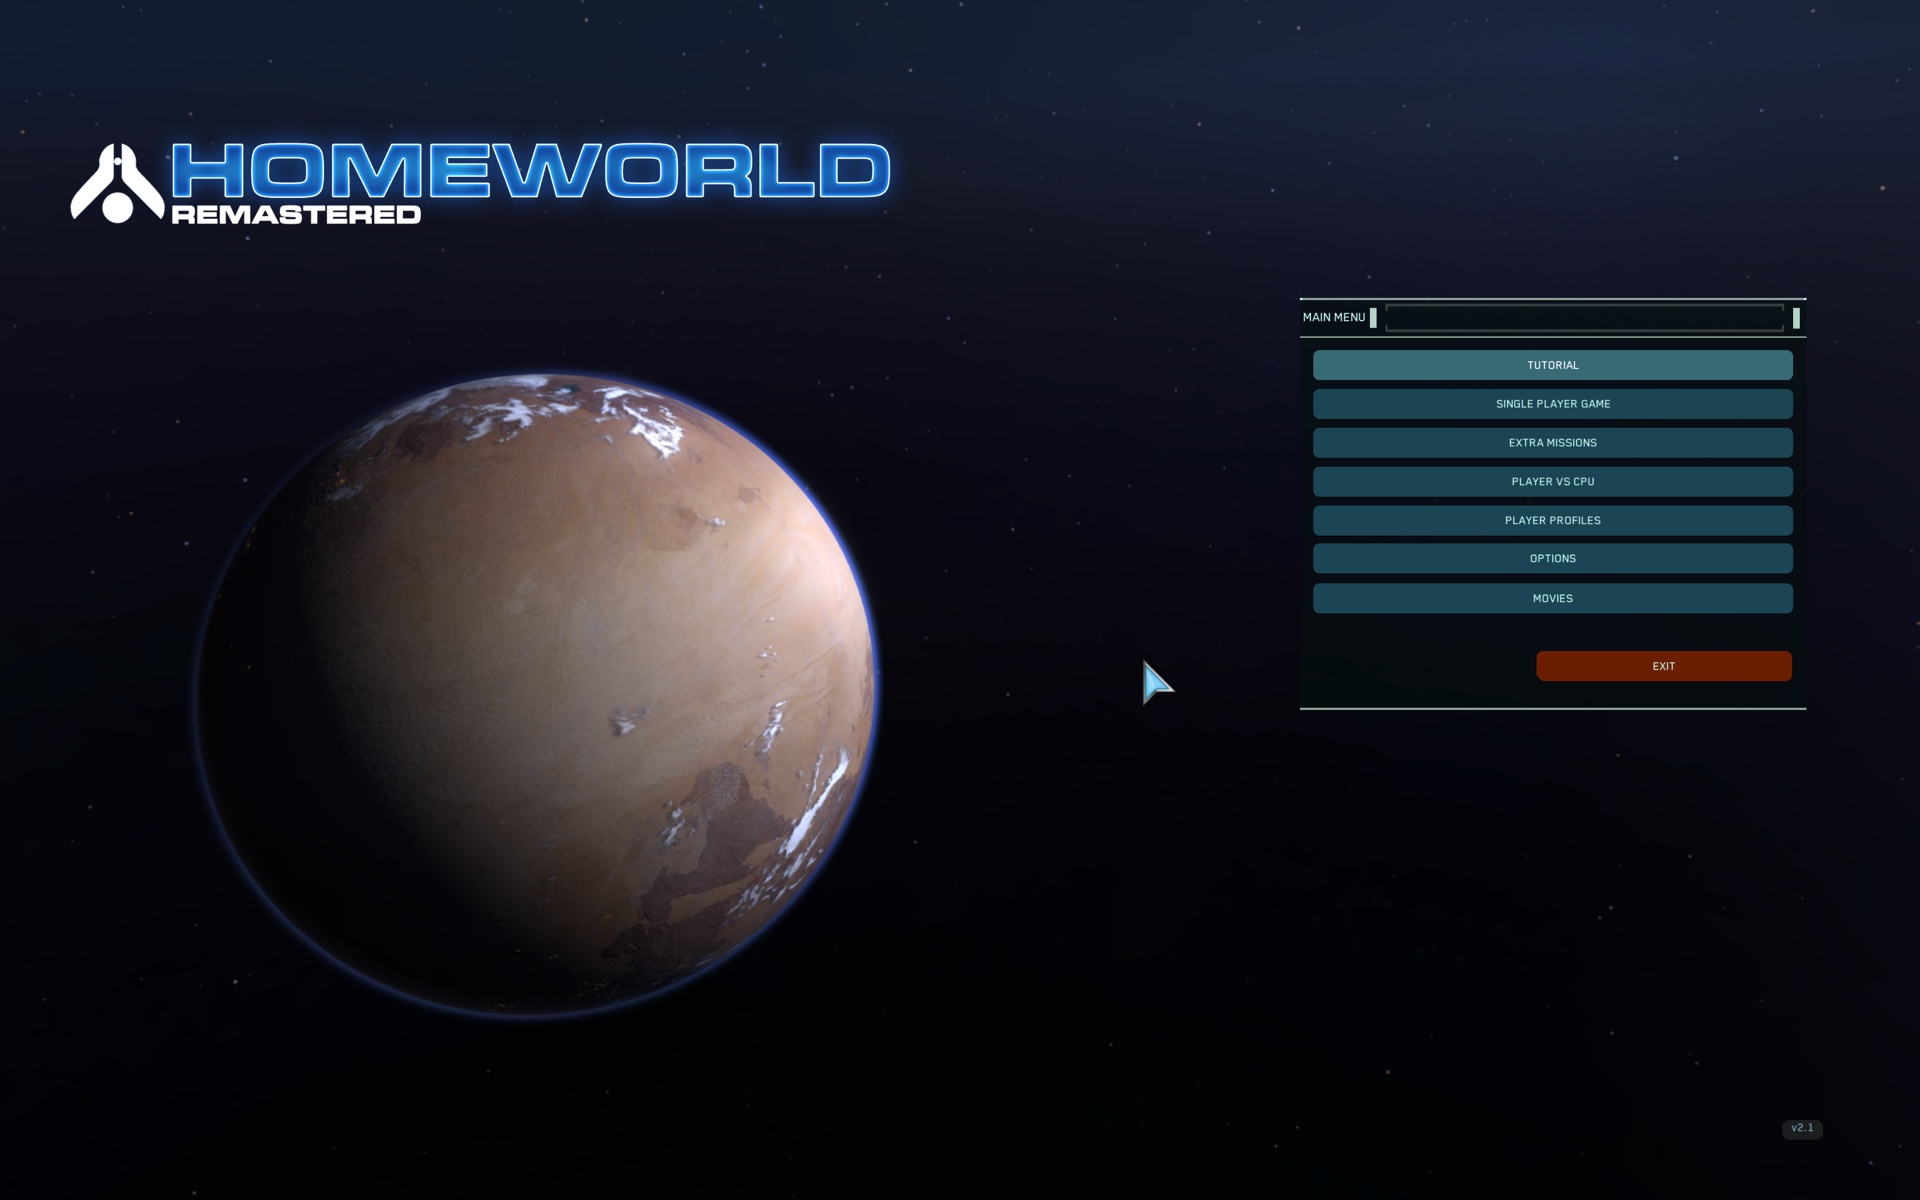 HOMEWORLD
REMASTERED
MAIN MENU
TUTORIAL
SINGLE PLAYER GAME
EXTRA MISSIONS
PLAYER VS CPU
PLAYER PROFILES
OPTIONS
MOVIES
EXIT
v2.1